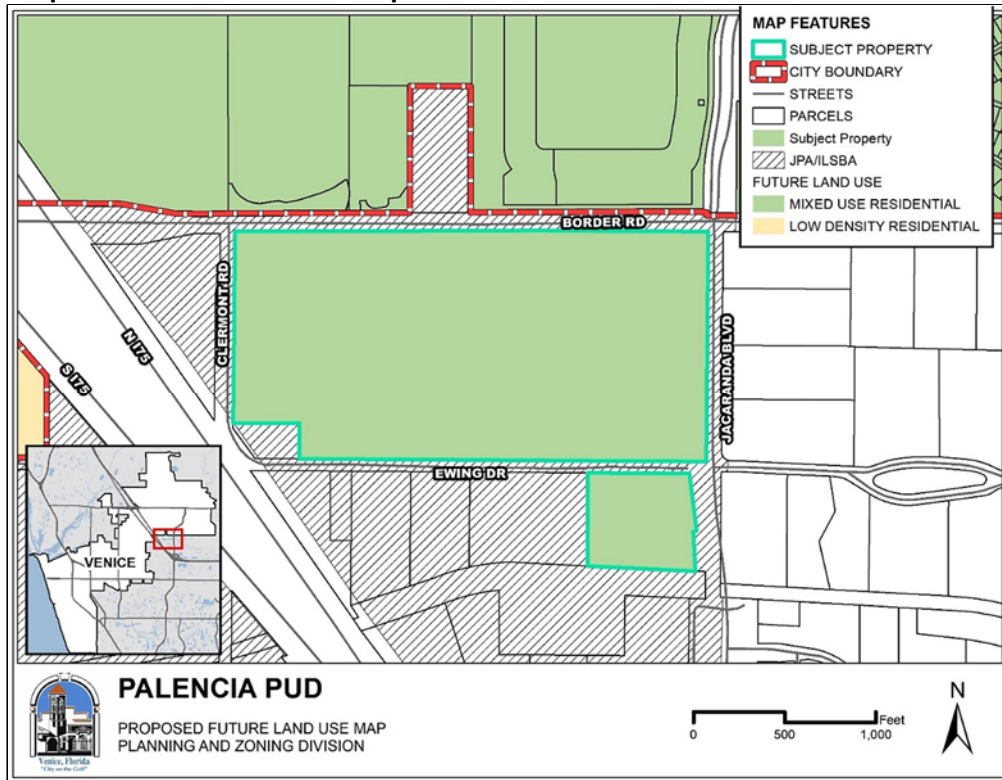 MAP FEATURES
SUBJECT PROPERTY
CITY BOUNDARY
STREETS
PARCELS
Subject Property
JPA/ILSBA
FUTURE LAND USE
MIXED USE RESIDENTIAL
LOW DENSITY RESIDENTIAL
BORDER RD
CLERMONT RD
JACARANDA BLVD
N I75
S I75
EWING DR
VENICE
PALENCIA PUD
PROPOSED FUTURE LAND USE MAP
PLANNING AND ZONING DIVISION
Venice, Florida
"City on the Gulf"
Feet
0 500 1,000
N